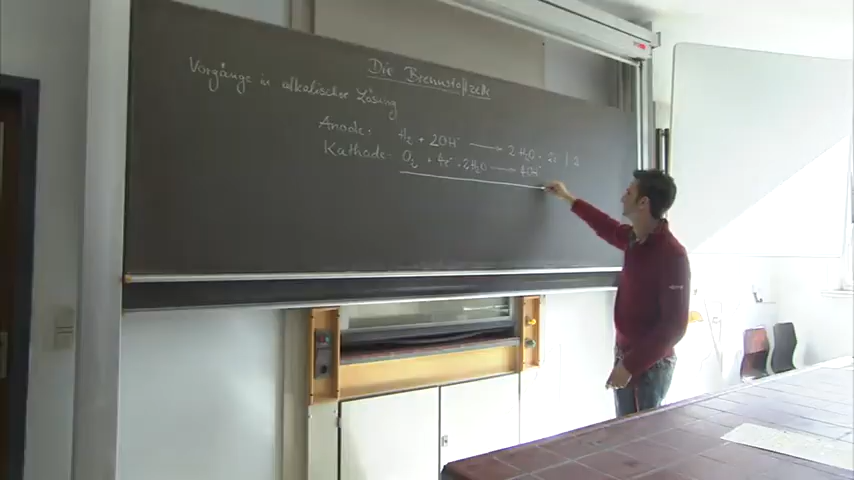 Die Brennstoffzelle
Vorgänge in alkalischer Lösung
Anode: H₂ + 2OH⁻ ⟶ 2H₂O + 2e⁻ | ·2
Kathode: O₂ + 4e⁻ + 2H₂O ⟶ 4OH⁻